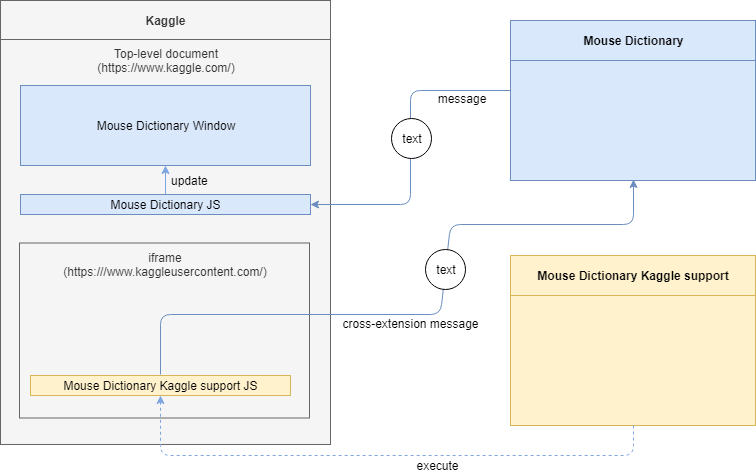 Kaggle
Top-level document
(https://www.kaggle.com/)
Mouse Dictionary Window
update
Mouse Dictionary JS
iframe
(https:///www.kaggleusercontent.com/)
Mouse Dictionary Kaggle support JS
Mouse Dictionary
message
text
text
cross-extension message
Mouse Dictionary Kaggle support
execute